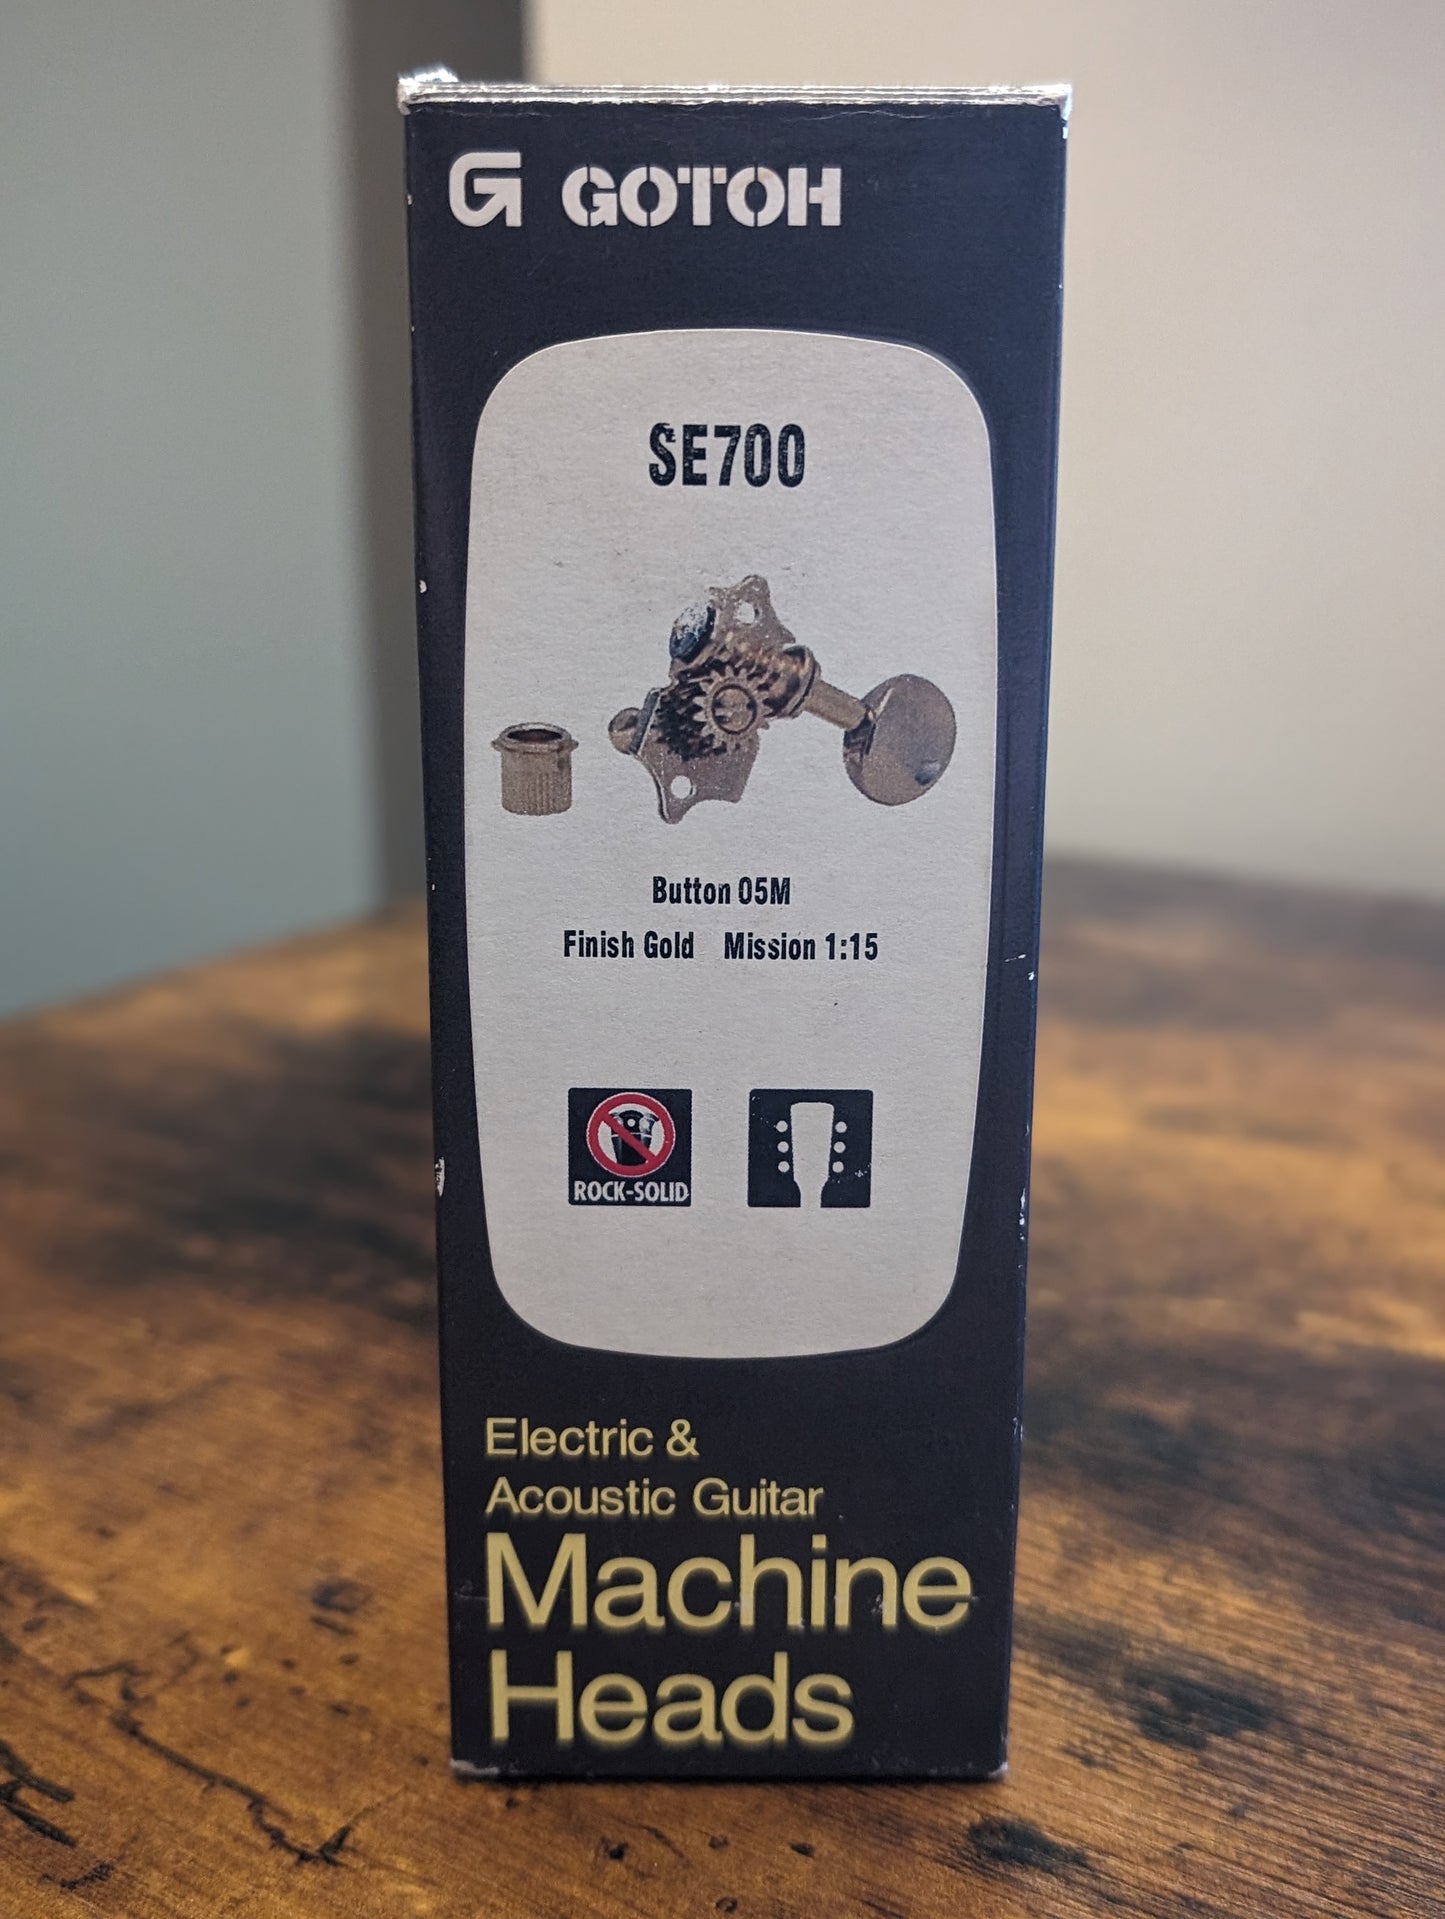 G GOTOH
SE700
Button 05M
Finish Gold Mission 1:15
ROCK-SOLID
Electric &
Acoustic Guitar
Machine
Heads